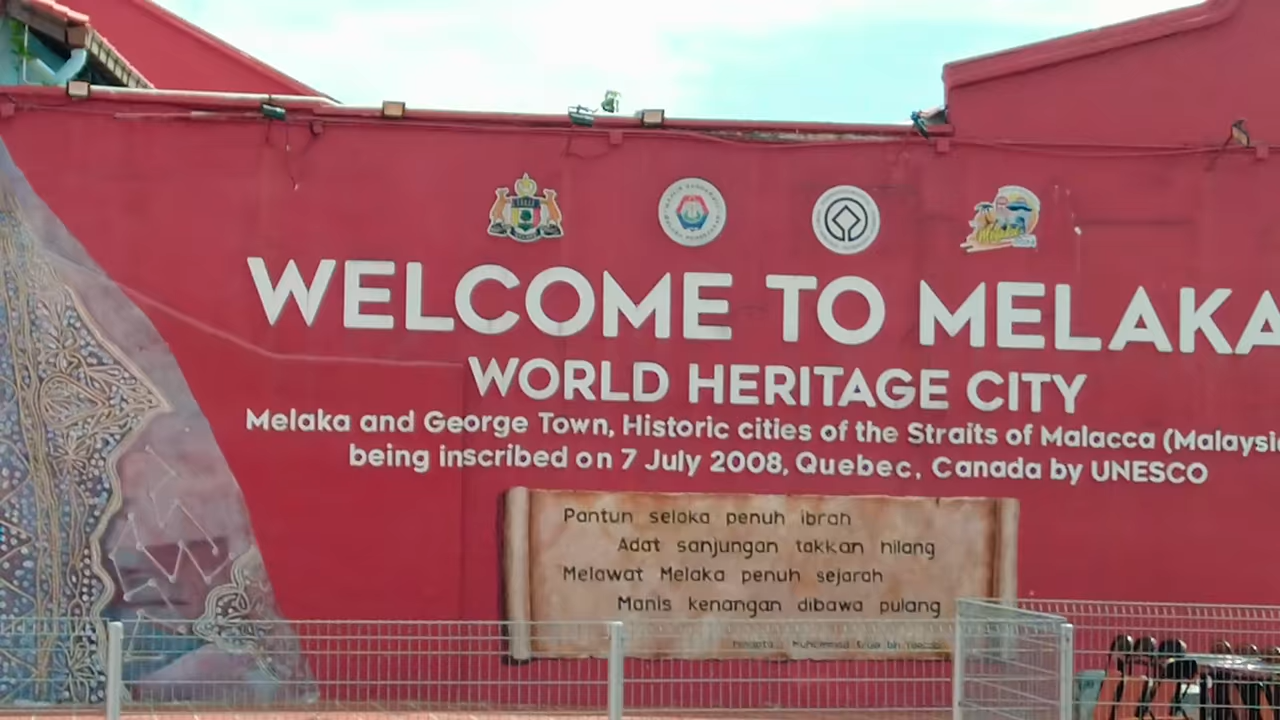 WELCOME TO MELAKA
WORLD HERITAGE CITY
Melaka and George Town, Historic cities of the Straits of Malacca (Malaysi
being inscribed on 7 July 2008, Quebec, Canada by UNESCO
Pantun seloka penuh ibrah
Adat sanjungan takkan hilang
Melawat Melaka penuh sejarah
Manis kenangan dibawa pulang